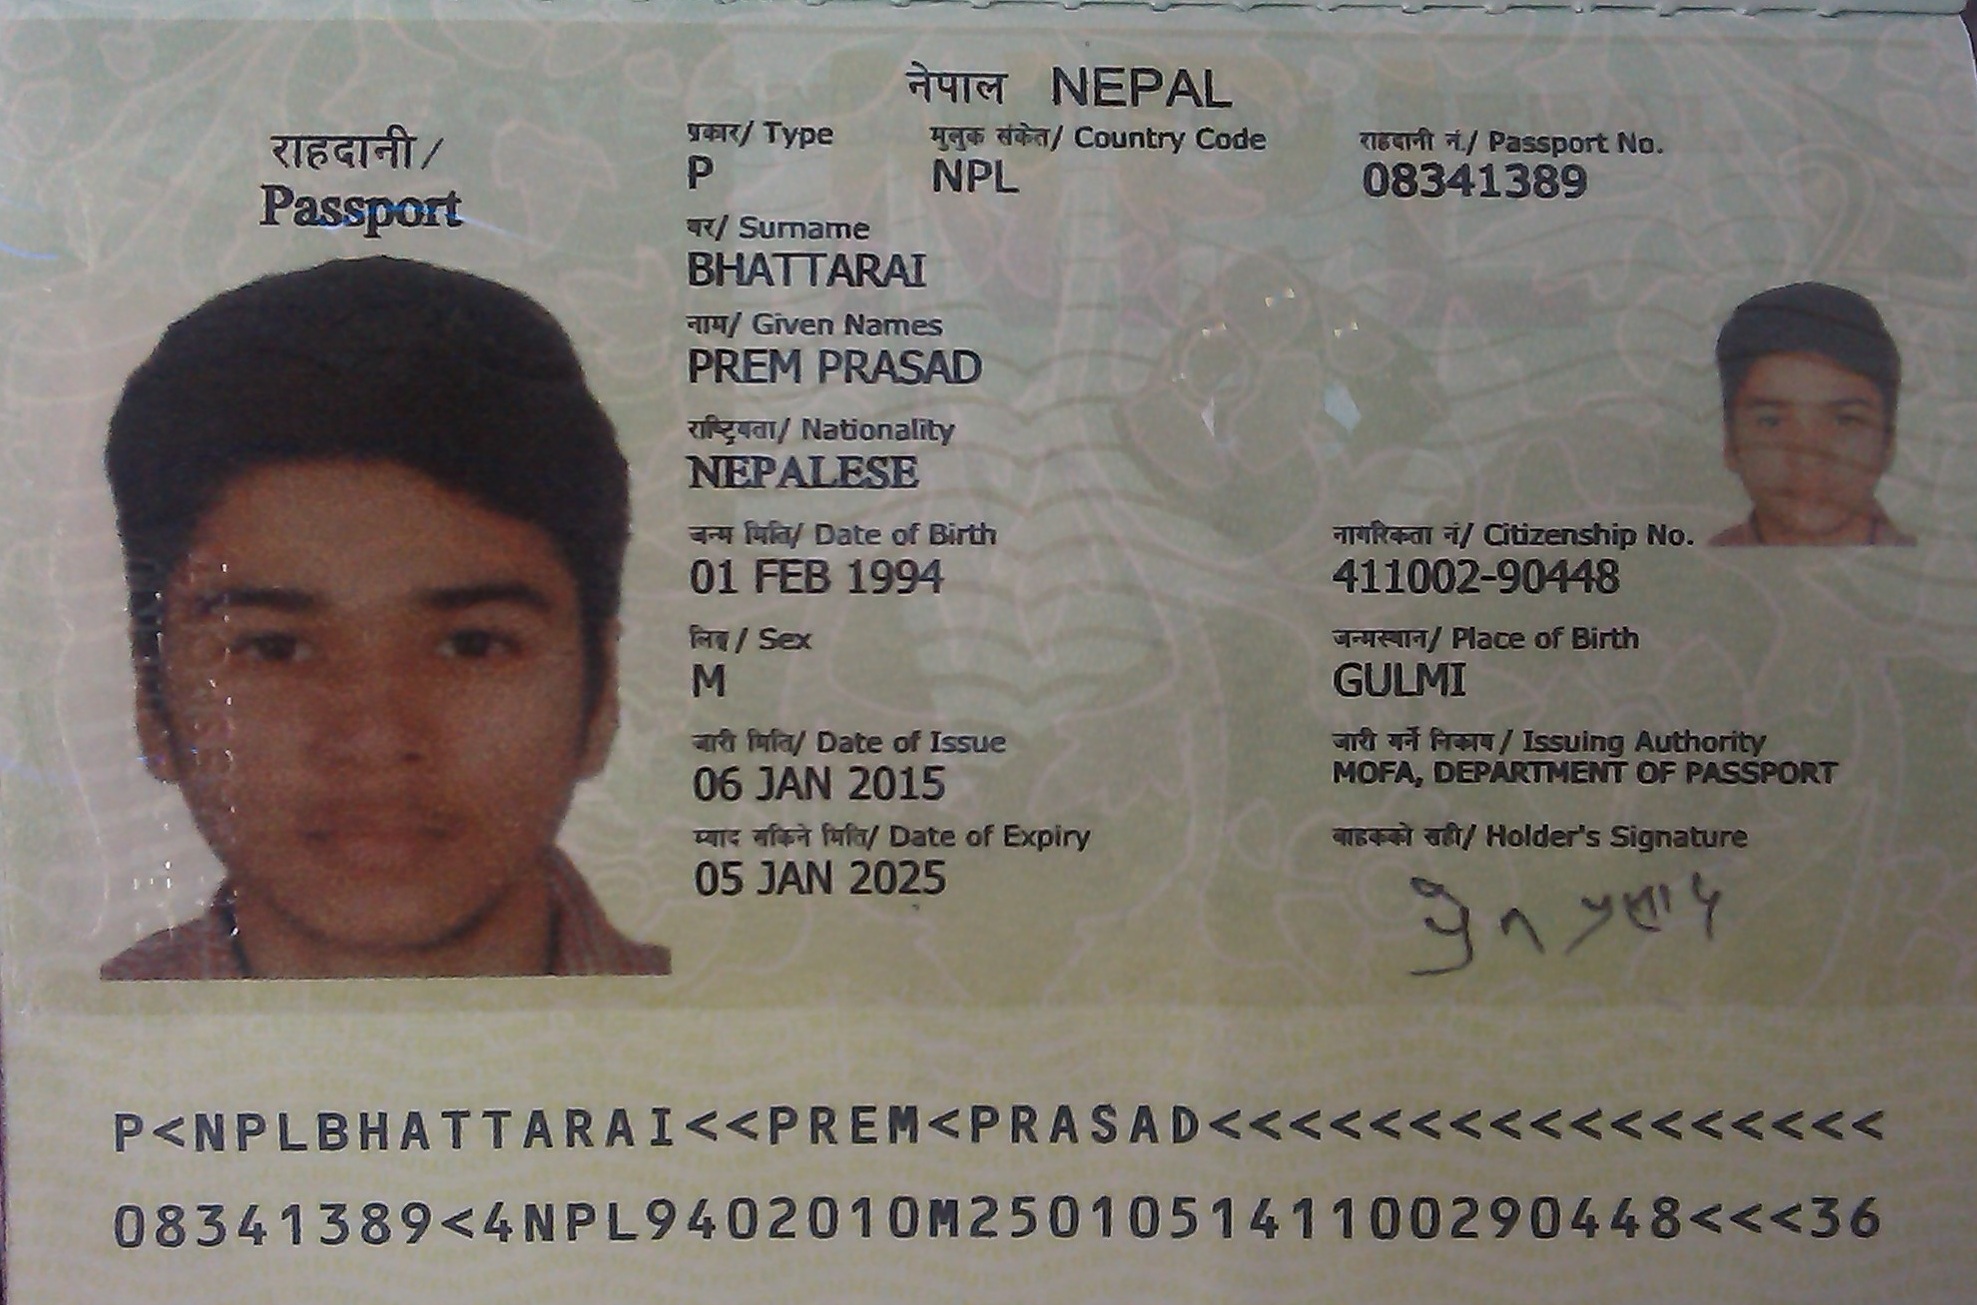 नेपाल NEPAL
राहदानी/
Passport
प्रकार/ Type मुलुक संकेत/ Country Code राहदानी नं./ Passport No.
P NPL 08341389
थर/ Surname
BHATTARAI
नाम/ Given Names
PREM PRASAD
राष्ट्रियता/ Nationality
NEPALESE
जन्म मिति/ Date of Birth नागरिकता नं/ Citizenship No.
01 FEB 1994 411002-90448
लिङ्ग/ Sex जन्मस्थान/ Place of Birth
M GULMI
जारी मिति/ Date of Issue जारी गर्ने निकाय/ Issuing Authority
06 JAN 2015 MOFA, DEPARTMENT OF PASSPORT
म्याद सकिने मिति/ Date of Expiry वाहकको सही/ Holder's Signature
05 JAN 2025
प्रेम प्रसाद
P<NPLBHATTARAI<<PREM<PRASAD<<<<<<<<<<<<<<<<<
08341389<4NPL9402010M250105141100290448<<<36